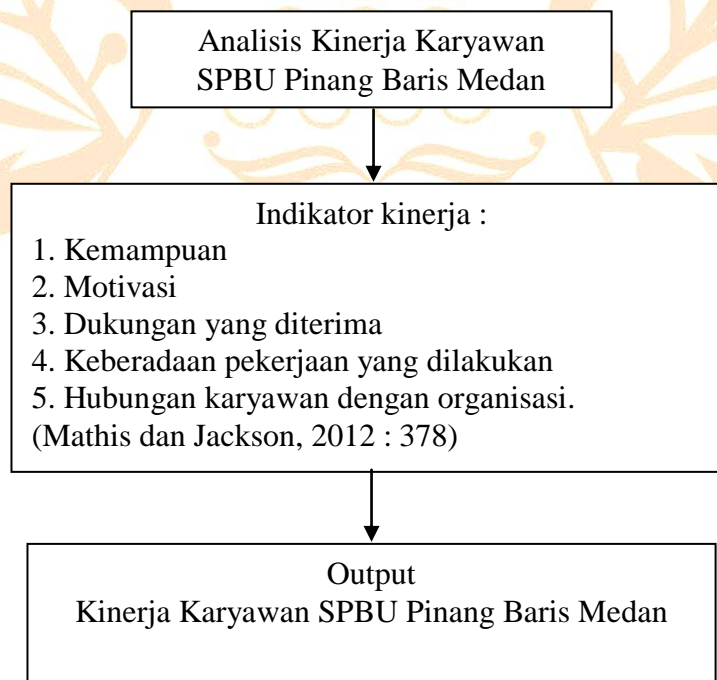 Analisis Kinerja Karyawan
SPBU Pinang Baris Medan
Indikator kinerja :
1. Kemampuan
2. Motivasi
3. Dukungan yang diterima
4. Keberadaan pekerjaan yang dilakukan
5. Hubungan karyawan dengan organisasi.
(Mathis dan Jackson, 2012 : 378)
Output
Kinerja Karyawan SPBU Pinang Baris Medan